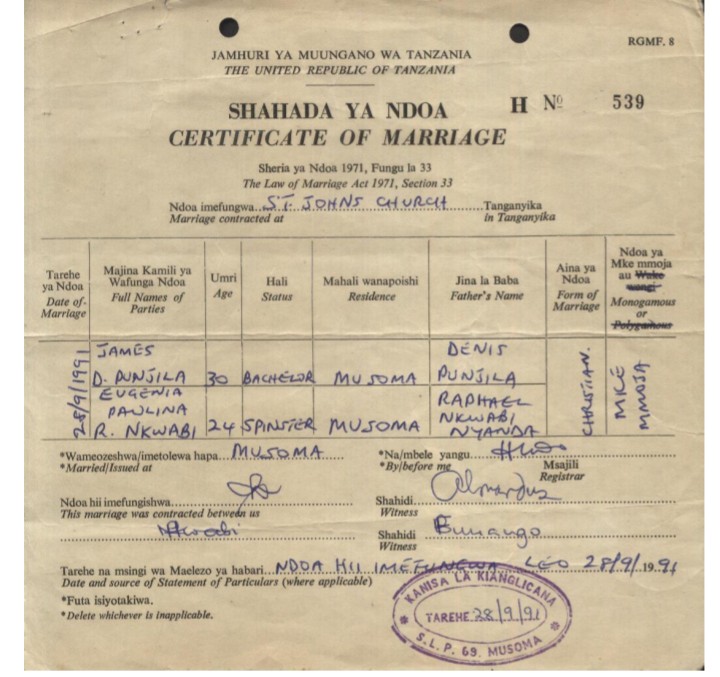 RGMF. 8
JAMHURI YA MUUNGANO WA TANZANIA
THE UNITED REPUBLIC OF TANZANIA
SHAHADA YA NDOA H No 539
CERTIFICATE OF MARRIAGE
Sheria ya Ndoa 1971, Fungu la 33
The Law of Marriage Act 1971, Section 33
Ndoa imefungwa ST. JOHNS CHURCH Tanganyika
Marriage contracted at in Tanganyika
Tarehe ya Ndoa Date of Marriage
Majina Kamili ya Wafunga Ndoa Full Names of Parties
Umri Age
Hali Status
Mahali wanapoishi Residence
Jina la Baba Father's Name
Aina ya Ndoa Form of Marriage
Ndoa ya Mke mmoja au Wake wengi Monogamous or Polygamous
28/9/1991
JAMES DENIS
D. PUNJILA 30 BACHELOR MUSOMA PUNJILA
EUGENIA RAPHAEL
PAULINA NKWABI
R. NKWABI 24 SPINSTER MUSOMA NYANDA
CHRISTIAN.
MKE MMOJA
*Wameozeshwa/imetolewa hapa MUSOMA *Na/mbele yangu
*Married/Issued at *By/before me Msajili
Registrar
Ndoa hii imefungishwa Shahidi
This marriage was contracted between us Witness
Nkwabi Shahidi
Witness
Tarehe na msingi wa Maelezo ya habari NDOA HII IMEFUNGWA LEO 28/9/1991
Date and source of Statement of Particulars (where applicable)
*Futa isiyotakiwa.
*Delete whichever is inapplicable.
KANISA LA KIANGLICANA
TAREHE 28/9/91
S.L.P. 69. MUSOMA